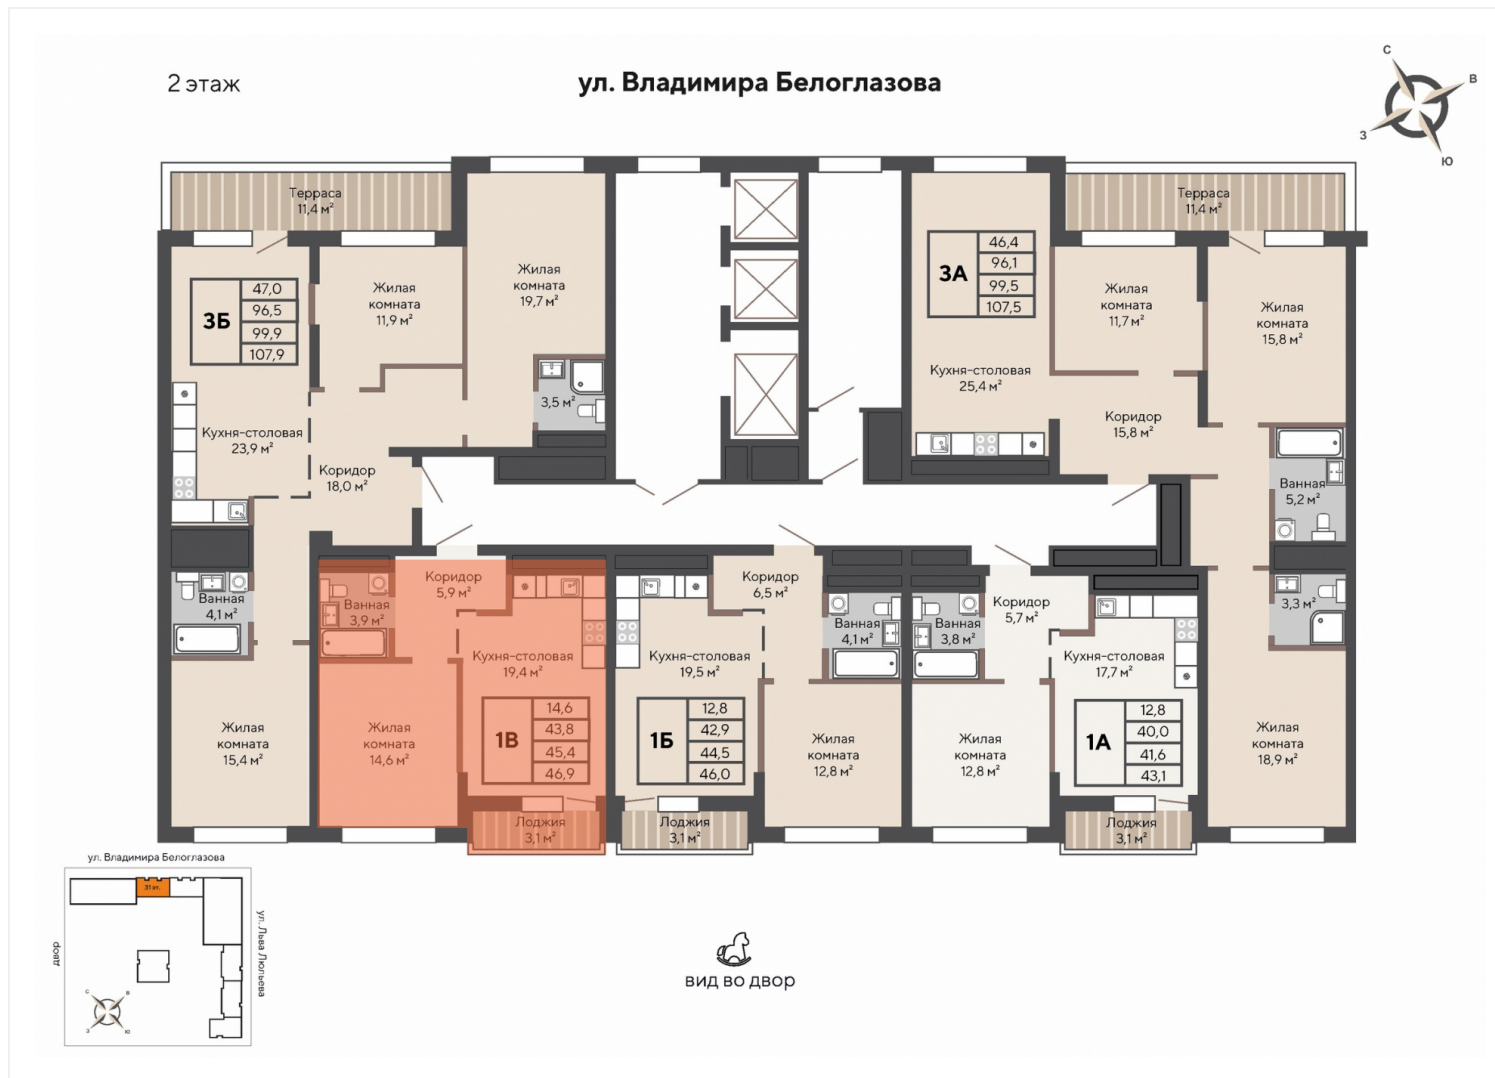 2 этаж
ул. Владимира Белоглазова
С
В
З
Ю
Терраса
11,4 м²
Терраса
11,4 м²
3Б
47,0
96,5
99,9
107,9
Жилая
комната
11,9 м²
Жилая
комната
19,7 м²
3А
46,4
96,1
99,5
107,5
Жилая
комната
11,7 м²
Жилая
комната
15,8 м²
Кухня-столовая
23,9 м²
3,5 м²
Кухня-столовая
25,4 м²
Коридор
15,8 м²
Коридор
18,0 м²
Ванная
5,2 м²
Ванная
4,1 м²
Ванная
3,9 м²
Коридор
5,9 м²
Кухня-столовая
19,4 м²
Кухня-столовая
19,5 м²
Коридор
6,5 м²
Ванная
4,1 м²
Ванная
3,8 м²
Коридор
5,7 м²
Кухня-столовая
17,7 м²
3,3 м²
Жилая
комната
15,4 м²
Жилая
комната
14,6 м²
1В
14,6
43,8
45,4
46,9
1Б
12,8
42,9
44,5
46,0
Жилая
комната
12,8 м²
Жилая
комната
12,8 м²
1А
12,8
40,0
41,6
43,1
Жилая
комната
18,9 м²
Лоджия
3,1 м²
Лоджия
3,1 м²
Лоджия
3,1 м²
ул. Владимира Белоглазова
31 эт.
двор
ул. Льва Люльева
С
В
З
Ю
вид во двор